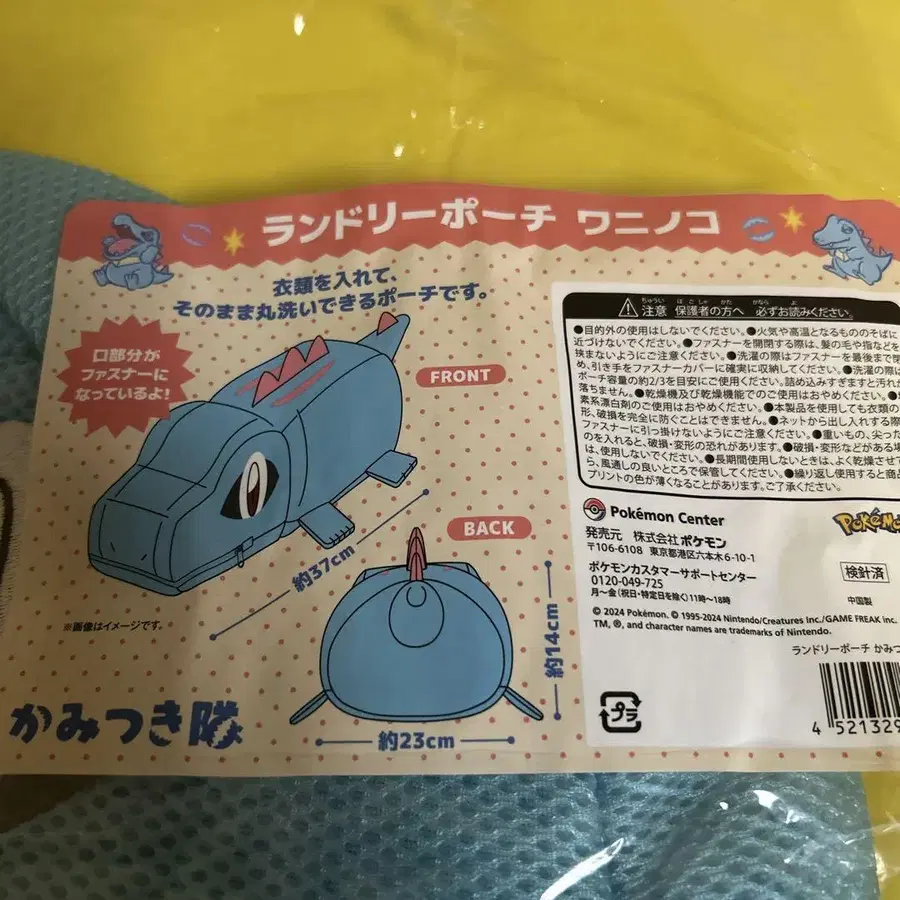 ランドリーポーチ ワニノコ
衣類を入れて、
そのまま丸洗いできるポーチです。
口部分が
ファスナーに
なっているよ!
FRONT
BACK
約37cm
約14cm
約23cm
※画像はイメージです。
かみつき隊
ちゅうい ほごしゃ かた かなら よ
注意 保護者の方へ 必ずお読みください。
●目的外の使用はしないでください。●火気や高温となるもののそばに
近づけないでください。●ファスナーを開閉する際は、髪の毛や指などを
挟まないようにご注意ください。●洗濯の際はファスナーを最後まで閉
め、引き手をファスナーカバーに確実に収納してください。●洗濯の際は
ポーチ容量の約2/3を目安にご使用ください。詰め込みすぎますと汚れが
落ちません。●乾燥機及び乾燥機能でのご使用はおやめください。●
素系漂白剤のご使用はおやめください。●本製品を使用しても衣類の
形、破損を完全に防ぐことはできません。●ネットから出し入れする際
ファスナーに引っ掛けないようにご注意ください。●重いもの、尖った
のを入れると、破損・変形の恐れがあります。●破損・変形などがある場
は、使用しないでください。●長期間使用しないときは、よく乾燥させて
ら、風通しの良いところで保管してください。●繰り返し使用すると商品
プリントの色が薄くなることがあります。ご了承ください。
Pokémon Center
発売元 株式会社ポケモン
〒106-6108 東京都港区六本木6-10-1
ポケモンカスタマーサポートセンター
0120-049-725
月～金(祝日・特定日を除く)11時～18時
POKéMON
検針済
中国製
© 2024 Pokémon. © 1995-2024 Nintendo/Creatures Inc./GAME FREAK inc.
TM, ®, and character names are trademarks of Nintendo.
ランドリーポーチ かみつ
プラ
4 521329